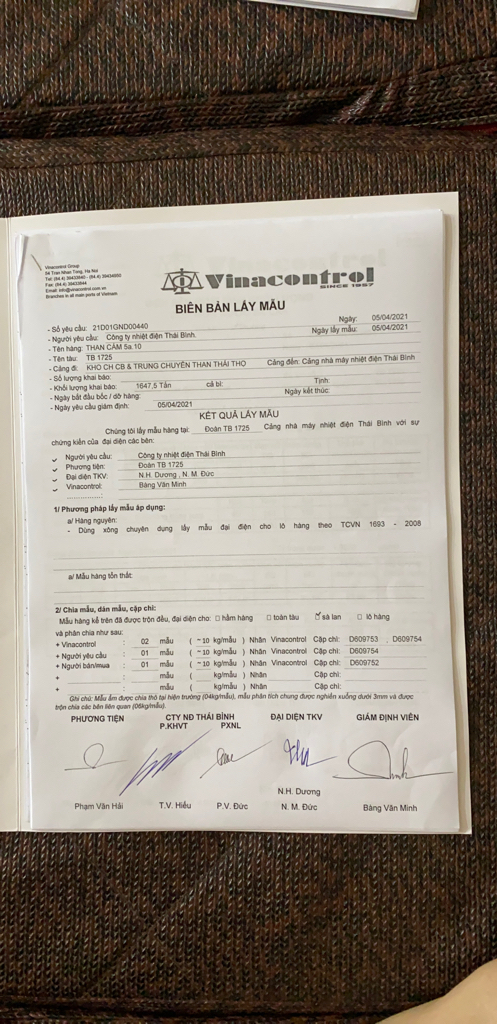 Vinacontrol Group
54 Tran Nhan Tong, Ha Noi
Tel: (84.4) 39433840 - (84.4) 39434950
Fax: (84.4) 39433844
Email: info@vinacontrol.com.vn
Branches in all main ports of Vietnam
Vinacontrol
SINCE 1957
BIÊN BẢN LẤY MẪU
- Số yêu cầu: 21D01GND00440 Ngày: 05/04/2021
- Người yêu cầu: Công ty nhiệt điện Thái Bình Ngày lấy mẫu: 05/04/2021
- Tên hàng: THAN CÁM 5a.10
- Tên tàu: TB 1725
- Cảng đi: KHO CH CB & TRUNG CHUYỂN THAN THÁI THỌ Cảng đến: Cảng nhà máy nhiệt điện Thái Bình
- Số lượng khai báo:
- Khối lượng khai báo: 1647,5 Tấn cả bì: Tịnh:
- Ngày bắt đầu bốc / dỡ hàng: Ngày kết thúc:
- Ngày yêu cầu giám định: 05/04/2021
KẾT QUẢ LẤY MẪU
Chúng tôi lấy mẫu hàng tại: Đoàn TB 1725 Cảng nhà máy nhiệt điện Thái Bình với sự
chứng kiến của đại diện các bên:
Người yêu cầu: Công ty nhiệt điện Thái Bình
Phương tiện: Đoàn TB 1725
Đại diện TKV: N.H. Dương , N. M. Đức
Vinacontrol: Bàng Văn Minh
................:
1/ Phương pháp lấy mẫu áp dụng:
a/ Hàng nguyên:
- Dùng xông chuyên dụng lấy mẫu đại điện cho lô hàng theo TCVN 1693 - 2008
a/ Mẫu hàng tổn thất:
2/ Chia mẫu, dán mẫu, cặp chì:
Mẫu hàng kể trên đã được trộn đều, đại diện cho: □ hầm hàng □ toàn tàu ☑ sà lan □ lô hàng
và phân chia như sau:
+ Vinacontrol : 02 mẫu ( ~ 10 kg/mẫu ) Nhãn Vinacontrol Cặp chì: D609753 , D609754
+ Người yêu cầu : 01 mẫu ( ~ 10 kg/mẫu ) Nhãn Vinacontrol Cặp chì: D609754
+ Người bán/mua : 01 mẫu ( ~ 10 kg/mẫu ) Nhãn Vinacontrol Cặp chì: D609752
+ : mẫu ( kg/mẫu ) Nhãn Cặp chì:
+ : mẫu ( kg/mẫu ) Nhãn Cặp chì:
Ghi chú: Mẫu ẩm được chia thô tại hiện trường (04kg/mẫu), mẫu phân tích chung được nghiền xuống dưới 3mm và được
trộn chia các bên liên quan (06kg/mẫu).
PHƯƠNG TIỆN CTY NĐ THÁI BÌNH ĐẠI DIỆN TKV GIÁM ĐỊNH VIÊN
P.KHVT PXNL
N.H. Dương
Phạm Văn Hải T.V. Hiếu P.V. Đức N. M. Đức Bàng Văn Minh